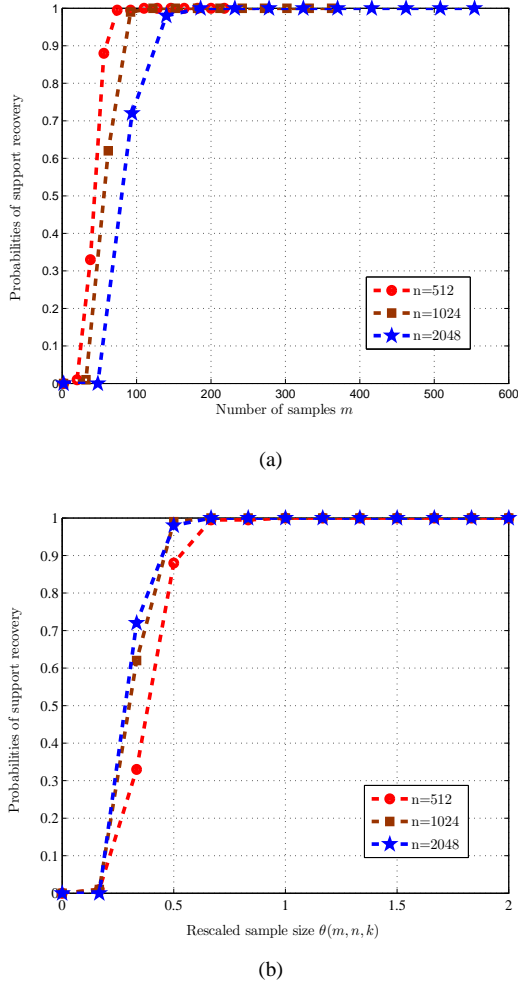 1
0.9
0.8
0.7
0.6
0.5
0.4
0.3
0.2
0.1
0
Probabilities of support recovery
n=512
n=1024
n=2048
0 100 200 300 400 500 600
Number of samples m
(a)
1
0.9
0.8
0.7
0.6
0.5
0.4
0.3
0.2
0.1
0
Probabilities of support recovery
n=512
n=1024
n=2048
0 0.5 1 1.5 2
Rescaled sample size θ(m, n, k)
(b)